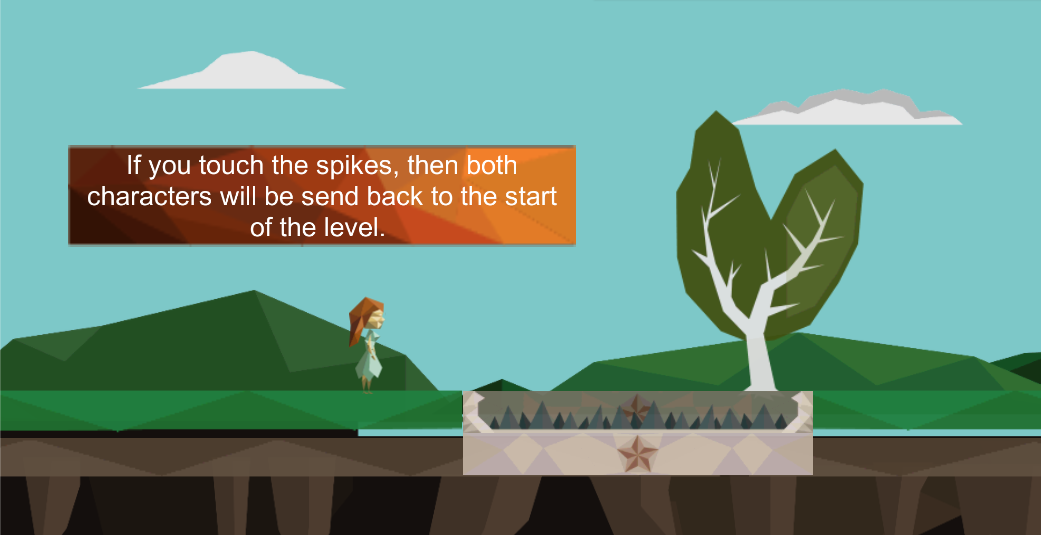 If you touch the spikes, then both
characters will be send back to the start
of the level.